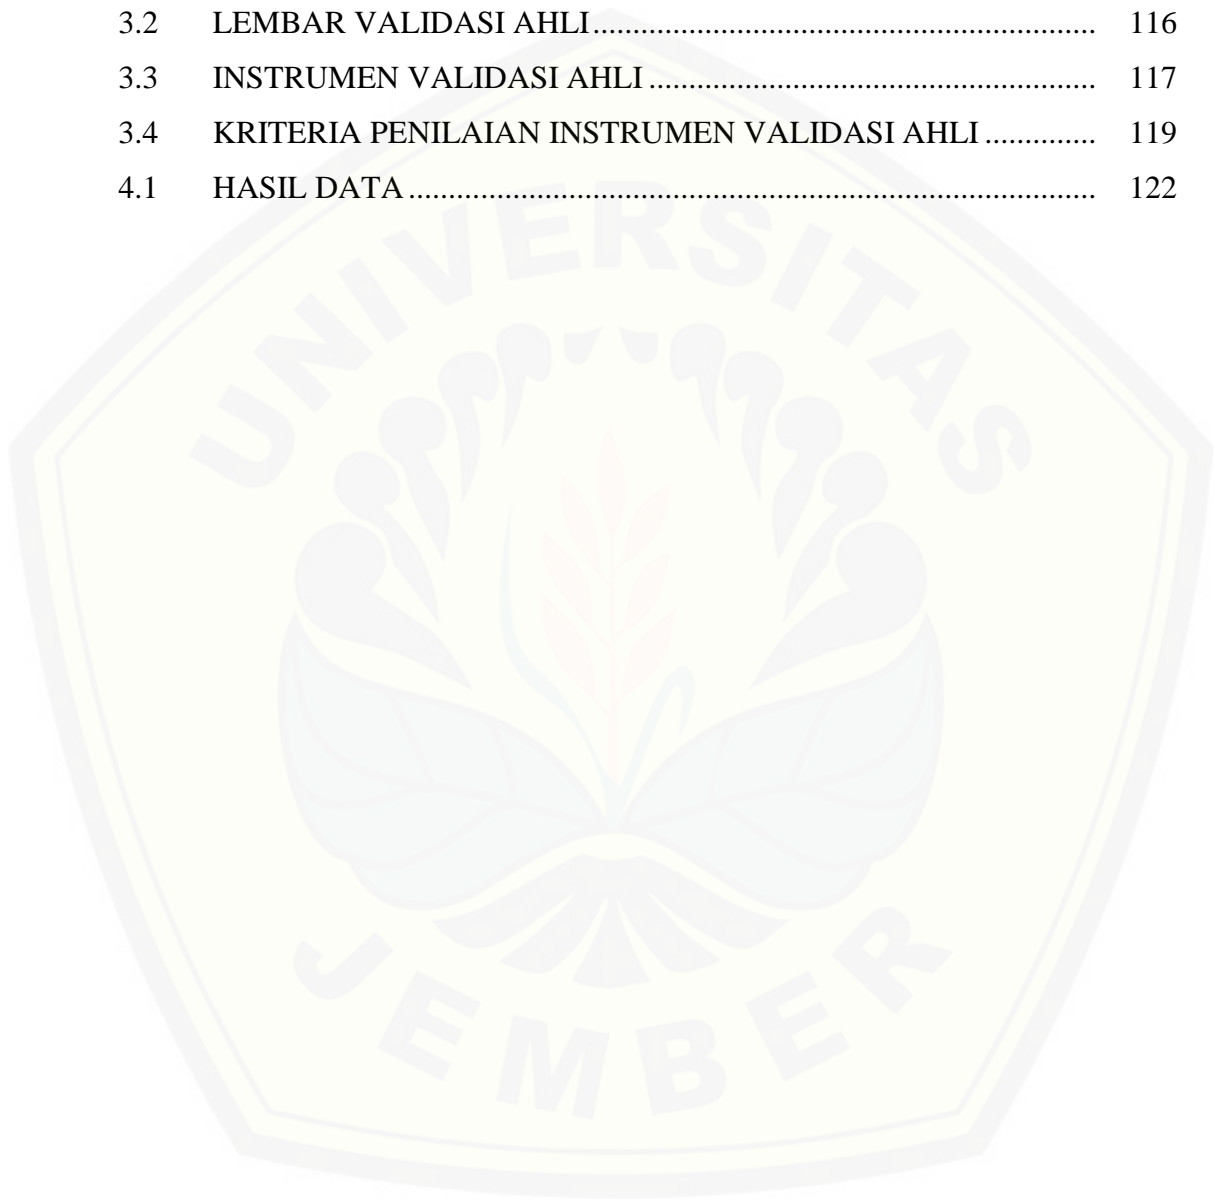 3.2 LEMBAR VALIDASI AHLI.............................................................. 116
3.3 INSTRUMEN VALIDASI AHLI ....................................................... 117
3.4 KRITERIA PENILAIAN INSTRUMEN VALIDASI AHLI .............. 119
4.1 HASIL DATA..................................................................................... 122
UNIVERSITAS
JEMBER